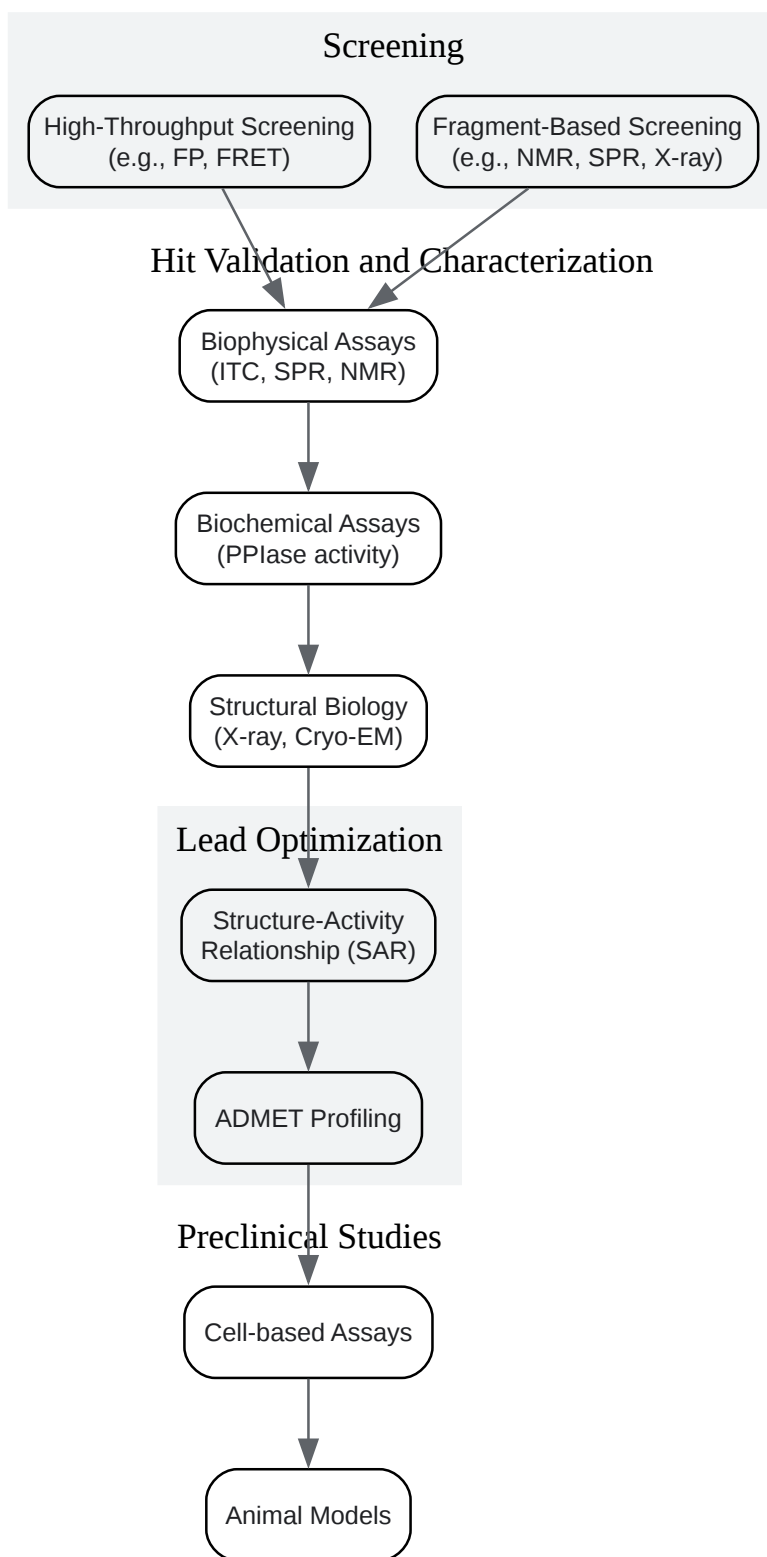 Screening
High-Throughput Screening
(e.g., FP, FRET)
Fragment-Based Screening
(e.g., NMR, SPR, X-ray)
Hit Validation and Characterization
Biophysical Assays
(ITC, SPR, NMR)
Biochemical Assays
(PPIase activity)
Structural Biology
(X-ray, Cryo-EM)
Lead Optimization
Structure-Activity
Relationship (SAR)
ADMET Profiling
Preclinical Studies
Cell-based Assays
Animal Models